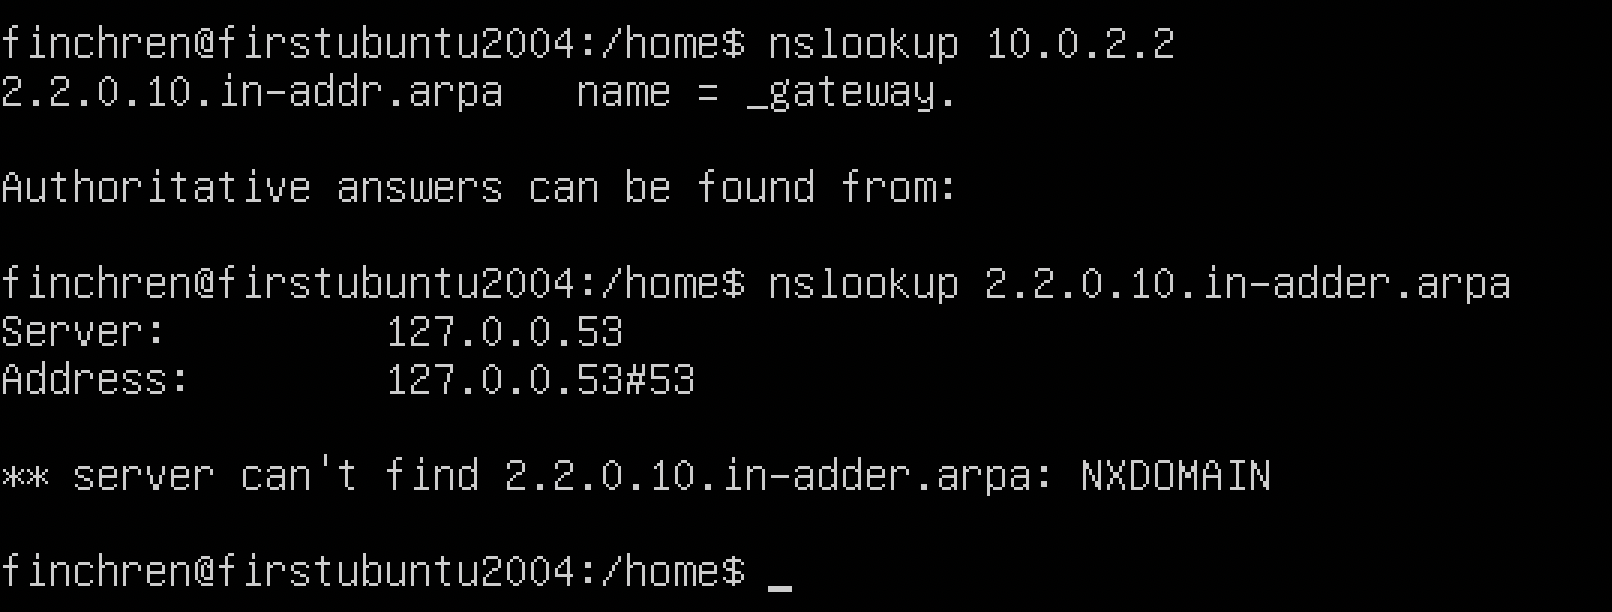 finchren@firstubuntu2004:/home$ nslookup 10.0.2.2
2.2.0.10.in-addr.arpa   name = _gateway.
Authoritative answers can be found from:
finchren@firstubuntu2004:/home$ nslookup 2.2.0.10.in-adder.arpa
Server:         127.0.0.53
Address:        127.0.0.53#53
** server can't find 2.2.0.10.in-adder.arpa: NXDOMAIN
finchren@firstubuntu2004:/home$ _